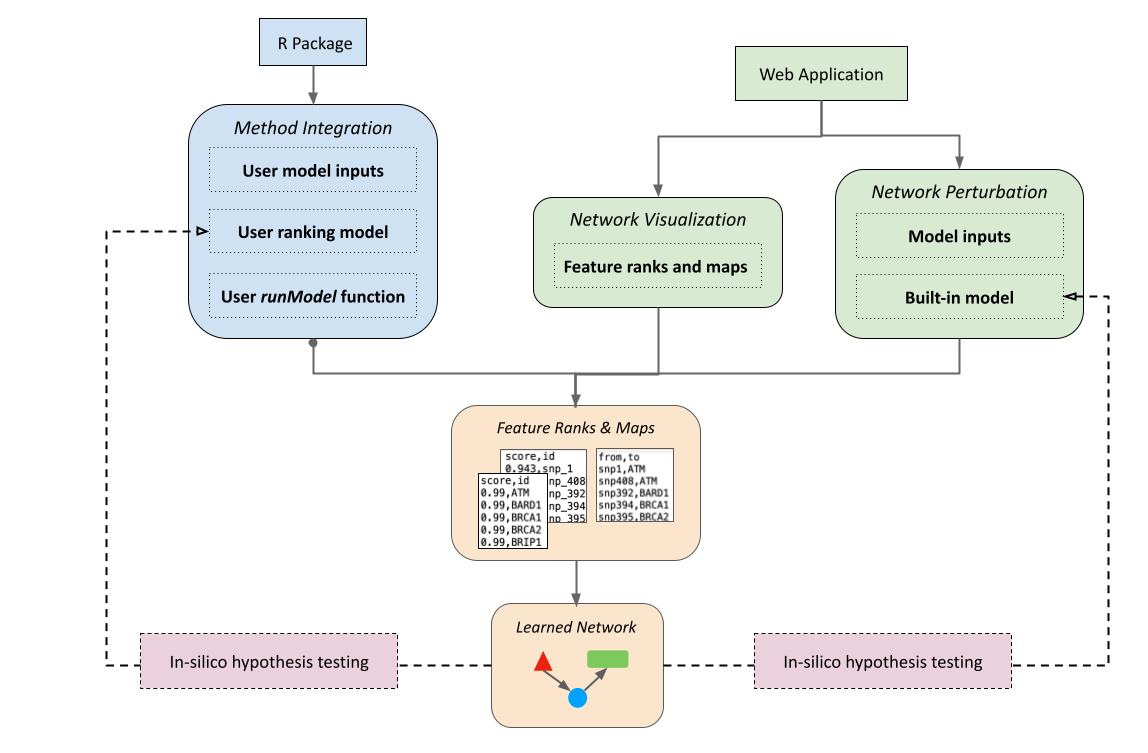 R Package
Web Application
Method Integration
User model inputs
User ranking model
User runModel function
Network Visualization
Feature ranks and maps
Network Perturbation
Model inputs
Built-in model
Feature Ranks & Maps
score,id
0.943,snp_1
np_408
np_392
np_394
np_395
score,id
0.99,ATM
0.99,BARD1
0.99,BRCA1
0.99,BRCA2
0.99,BRIP1
from,to
snp1,ATM
snp408,ATM
snp392,BARD1
snp394,BRCA1
snp395,BRCA2
Learned Network
In-silico hypothesis testing
In-silico hypothesis testing